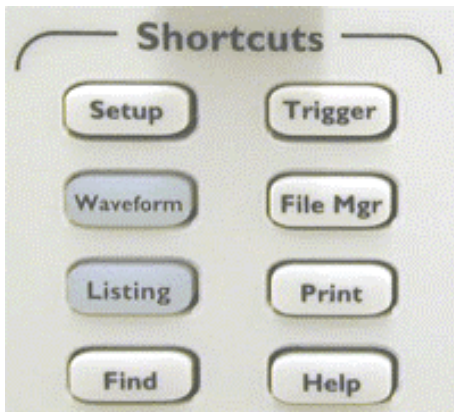 Shortcuts
Setup Trigger
Waveform File Mgr
Listing Print
Find Help